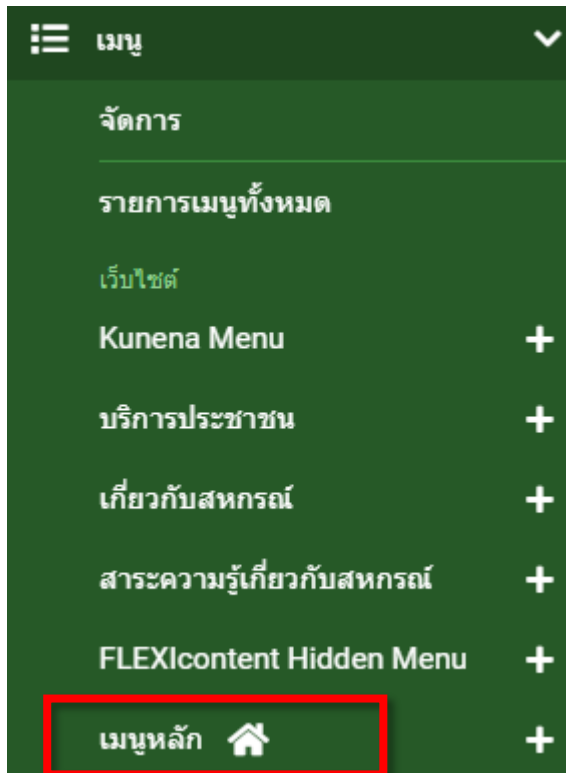 เมนู
จัดการ
รายการเมนูทั้งหมด
เว็บไซต์
Kunena Menu
บริการประชาชน
เกี่ยวกับสหกรณ์
สาระความรู้เกี่ยวกับสหกรณ์
FLEXIcontent Hidden Menu
เมนูหลัก